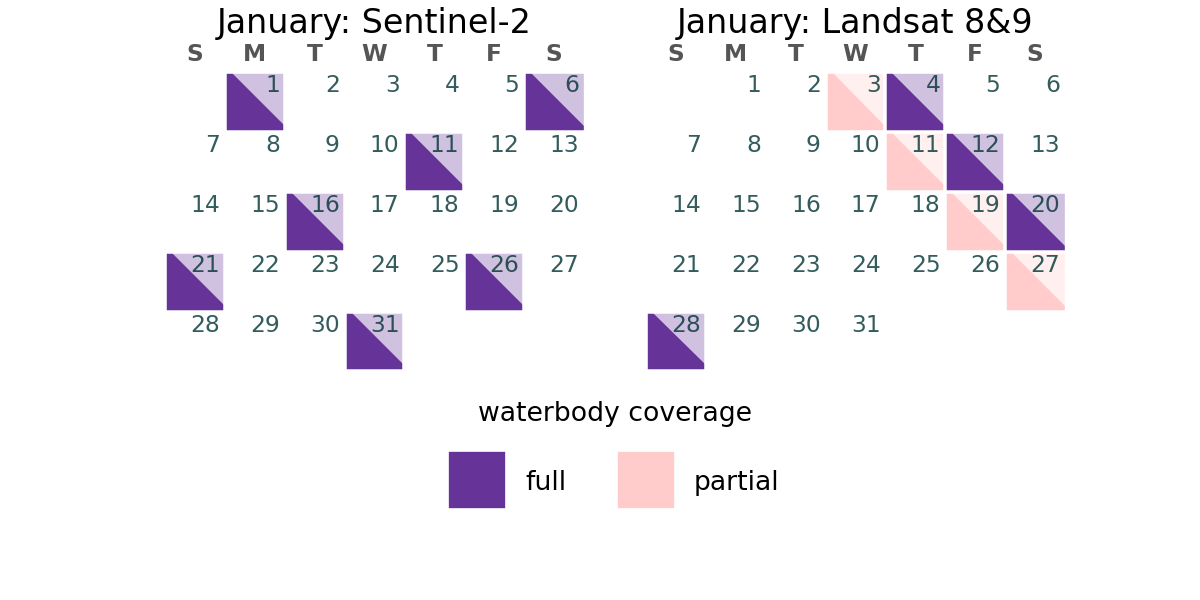 January: Sentinel-2
S M T W T F S
1 2 3 4 5 6
7 8 9 10 11 12 13
14 15 16 17 18 19 20
21 22 23 24 25 26 27
28 29 30 31
January: Landsat 8&9
S M T W T F S
1 2 3 4 5 6
7 8 9 10 11 12 13
14 15 16 17 18 19 20
21 22 23 24 25 26 27
28 29 30 31
waterbody coverage
full partial